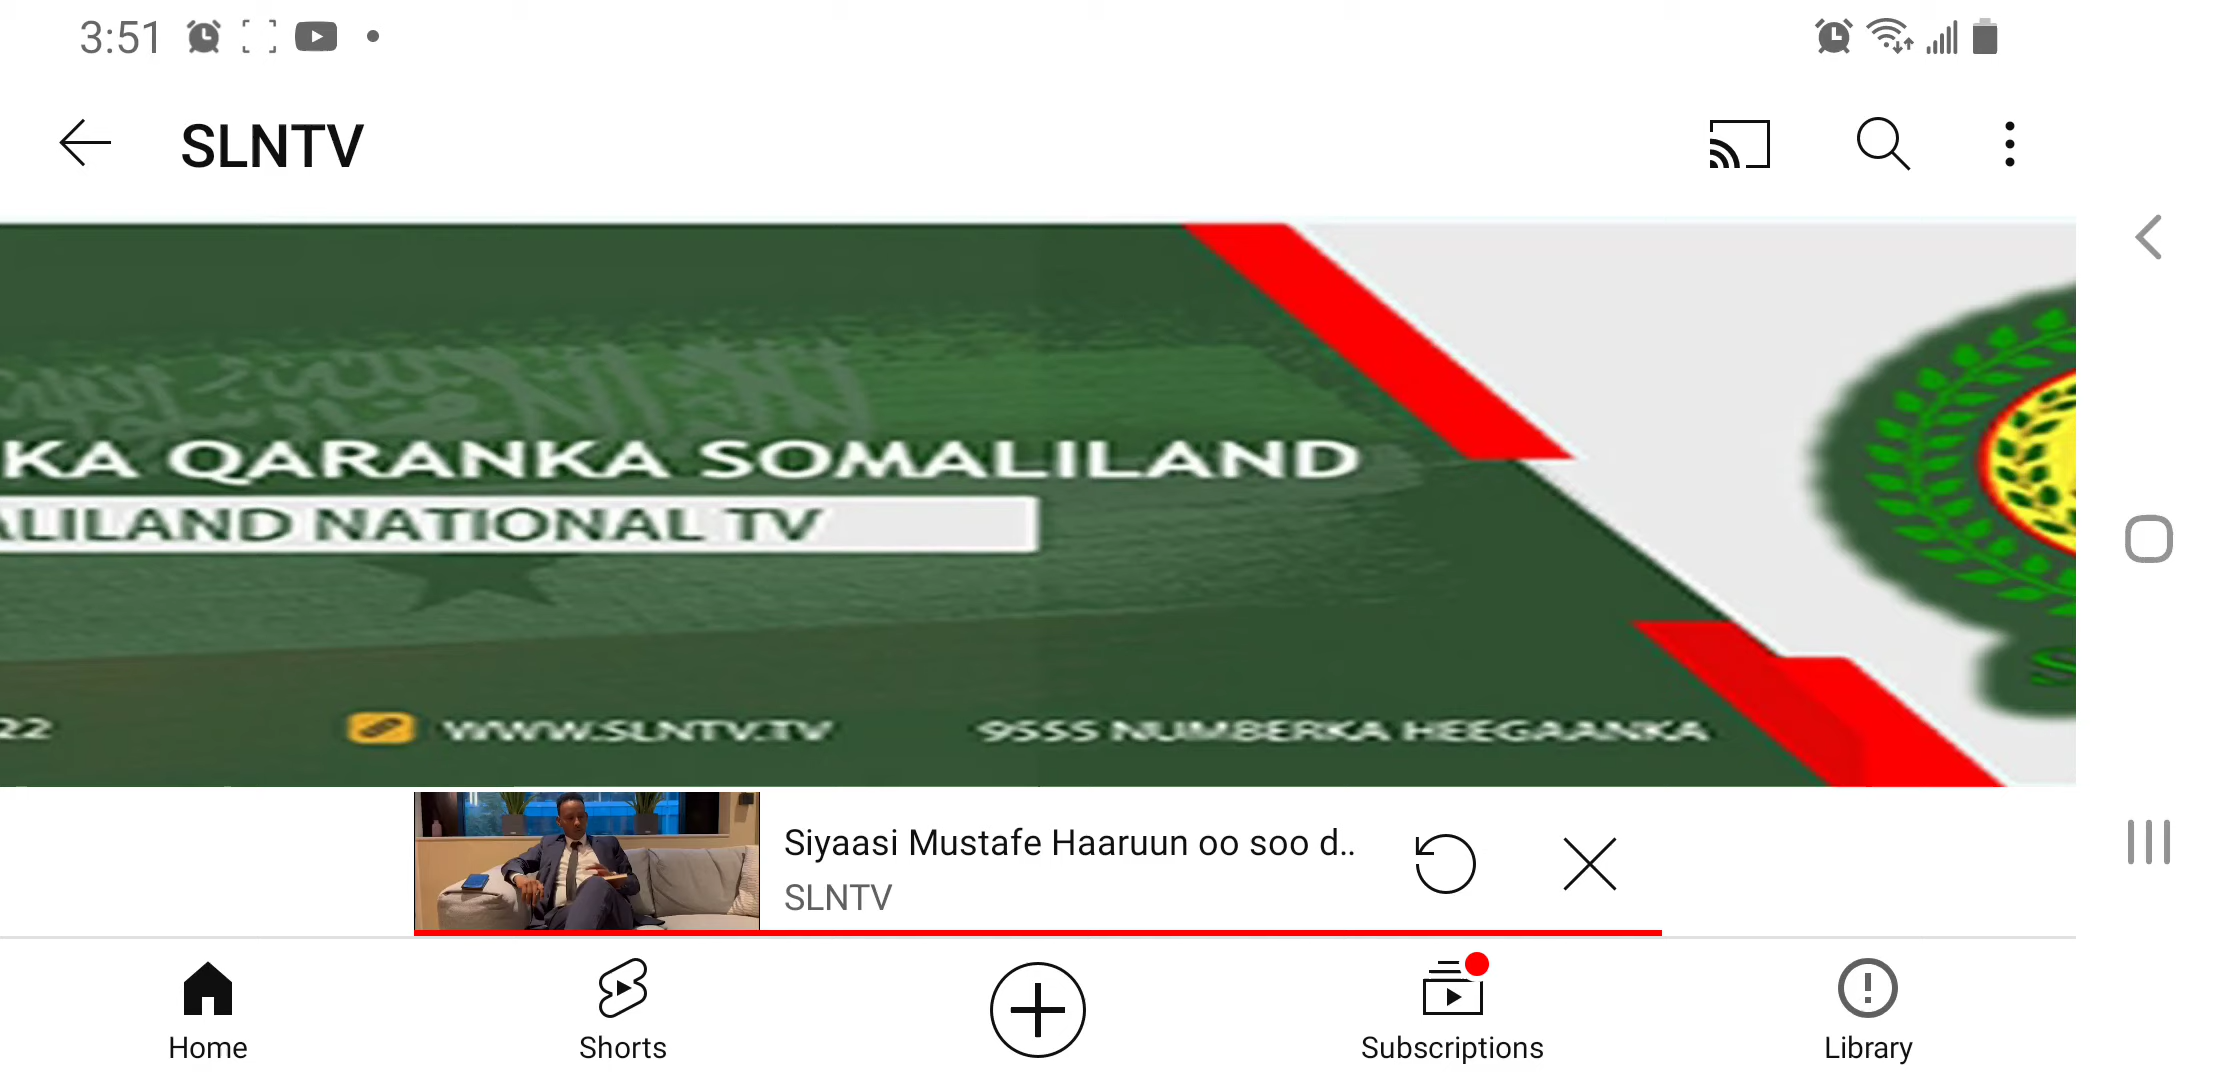 3:51
SLNTV
KA QARANKA SOMALILAND
ALILAND NATIONAL TV
22
WWW.SLNTV.TV
9555 NUMBERKA HEEGAANKA
Siyaasi Mustafe Haaruun oo soo d..
SLNTV
Home
Shorts
Subscriptions
Library